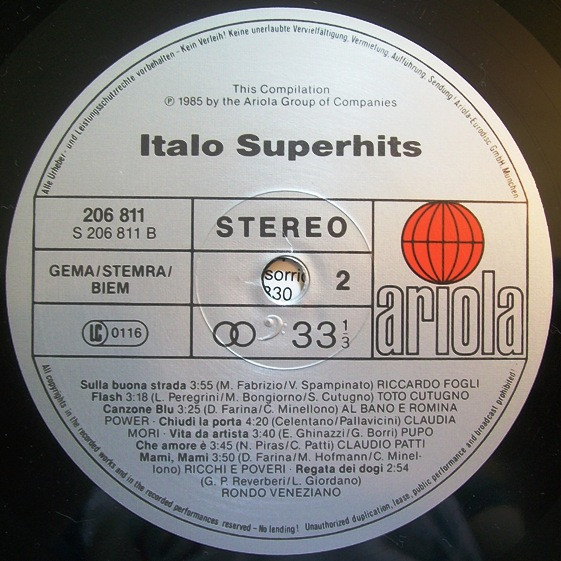 Alle Urheber- und Leistungsschutzrechte vorbehalten - Kein Verleih! Keine unerlaubte Vervielfältigung, Vermietung, Aufführung, Sendung! Ariola-Eurodisc GmbH, München
This Compilation
℗ 1985 by the Ariola Group of Companies
Italo Superhits
206 811
S 206 811 B
STEREO
GEMA/STEMRA/
BIEM
sorri
330
2
LC 0116
33 1/3
ariola
Sulla buona strada 3:55 (M. Fabrizio/V. Spampinato) RICCARDO FOGLI
Flash 3:18 (L. Peregrini/M. Bongiorno/S. Cutugno) TOTO CUTUGNO
Canzone Blu 3:25 (D. Farina/C. Minellono) AL BANO E ROMINA
POWER · Chiudi la porta 4:20 (Celentano/Pallavicini) CLAUDIA
MORI · Vita da artista 3:40 (E. Ghinazzi/G. Borri) PUPO
Che amore è 3:45 (N. Piras/C. Patti) CLAUDIO PATTI
Mami, Mami 3:50 (D. Farina/M. Hofmann/C. Minel-
lono) RICCHI E POVERI · Regata dei dogi 2:54
(G. P. Reverberi/L. Giordano)
RONDO VENEZIANO
All copyrights in the recorded works and in the recorded performances reserved - No lending! Unauthorized duplication, lease, public performance and broadcast prohibited!